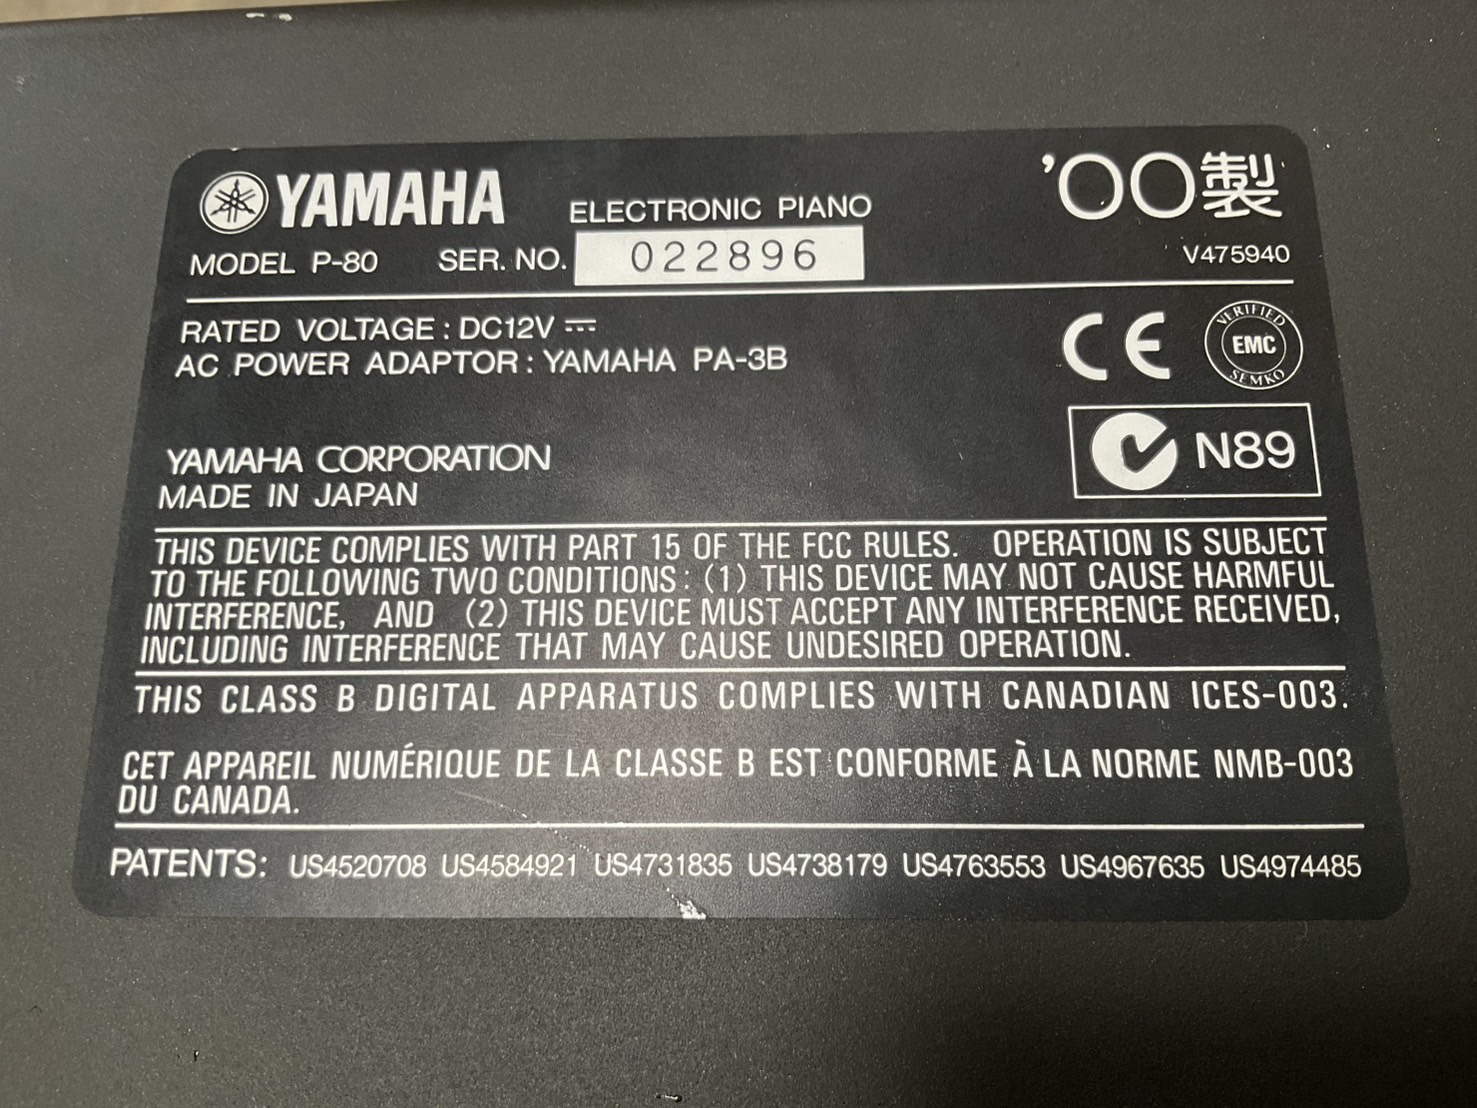 YAMAHA ELECTRONIC PIANO '00製
MODEL P-80 SER. NO. 022896 V475940
RATED VOLTAGE : DC12V
AC POWER ADAPTOR : YAMAHA PA-3B
CE VERIFIED EMC SEMKO
N89
YAMAHA CORPORATION
MADE IN JAPAN
THIS DEVICE COMPLIES WITH PART 15 OF THE FCC RULES. OPERATION IS SUBJECT
TO THE FOLLOWING TWO CONDITIONS : (1) THIS DEVICE MAY NOT CAUSE HARMFUL
INTERFERENCE, AND (2) THIS DEVICE MUST ACCEPT ANY INTERFERENCE RECEIVED,
INCLUDING INTERFERENCE THAT MAY CAUSE UNDESIRED OPERATION.
THIS CLASS B DIGITAL APPARATUS COMPLIES WITH CANADIAN ICES-003.
CET APPAREIL NUMÉRIQUE DE LA CLASSE B EST CONFORME À LA NORME NMB-003
DU CANADA.
PATENTS: US4520708 US4584921 US4731835 US4738179 US4763553 US4967635 US4974485